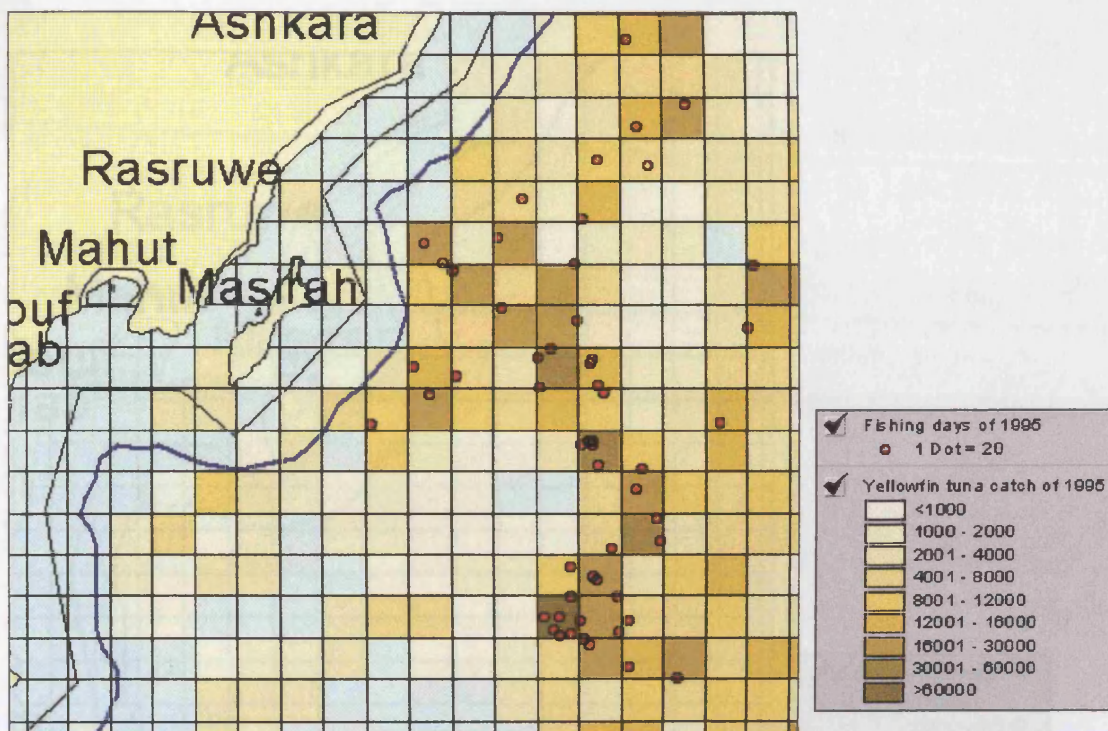 Ashkara
Rasruwe
Mahut
Masirah
ouf
ab
Fishing days of 1995
1 Dot = 20
Yellowfin tuna catch of 1995
<1000
1000 - 2000
2001 - 4000
4001 - 8000
8001 - 12000
12001 - 16000
16001 - 30000
30001 - 60000
>60000